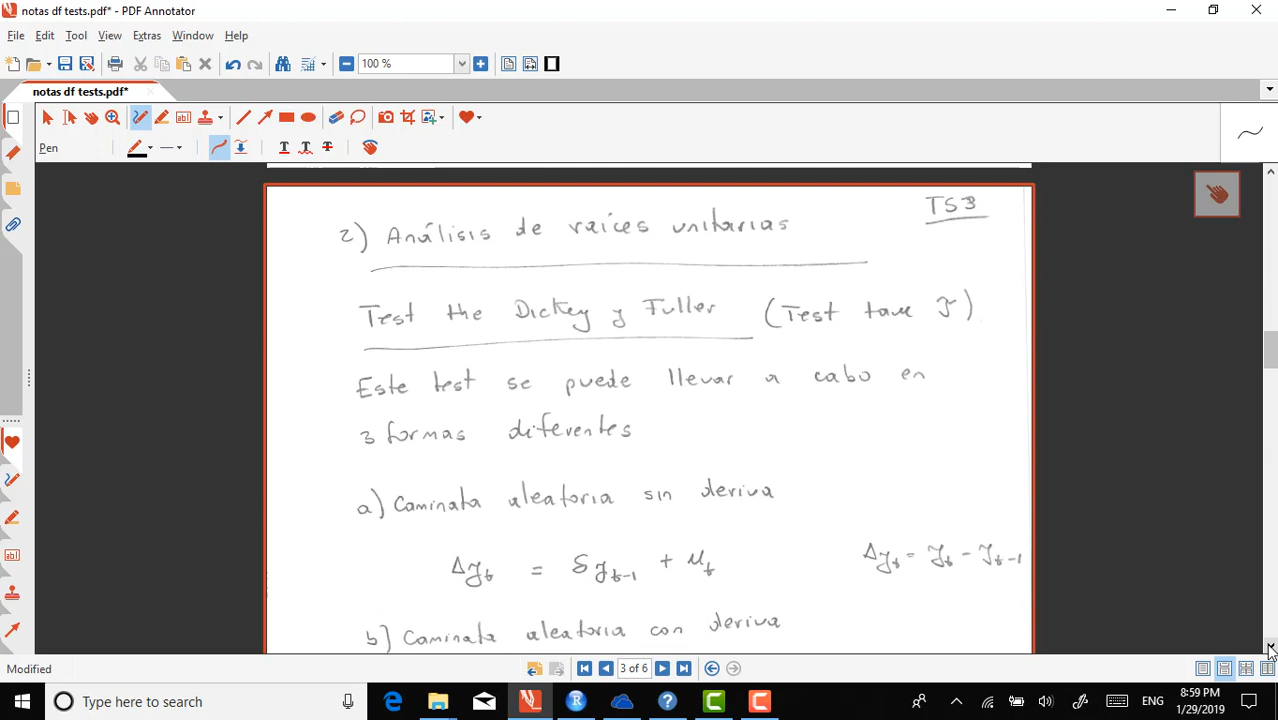 notas df tests.pdf* - PDF Annotator
File Edit Tool View Extras Window Help
100 %
notas df tests.pdf*
Pen
TS3
2) Análisis de raíces unitarias
Test the Dickey y Fuller (Test taue τ)
Este test se puede llevar a cabo en
3 formas diferentes
a) Caminata aleatoria sin deriva
Δyt = δyt-1 + ut
Δyt = yt - yt-1
b) Caminata aleatoria con deriva
Modified
3 of 6
Type here to search
ENG
8:59 PM
1/29/2019